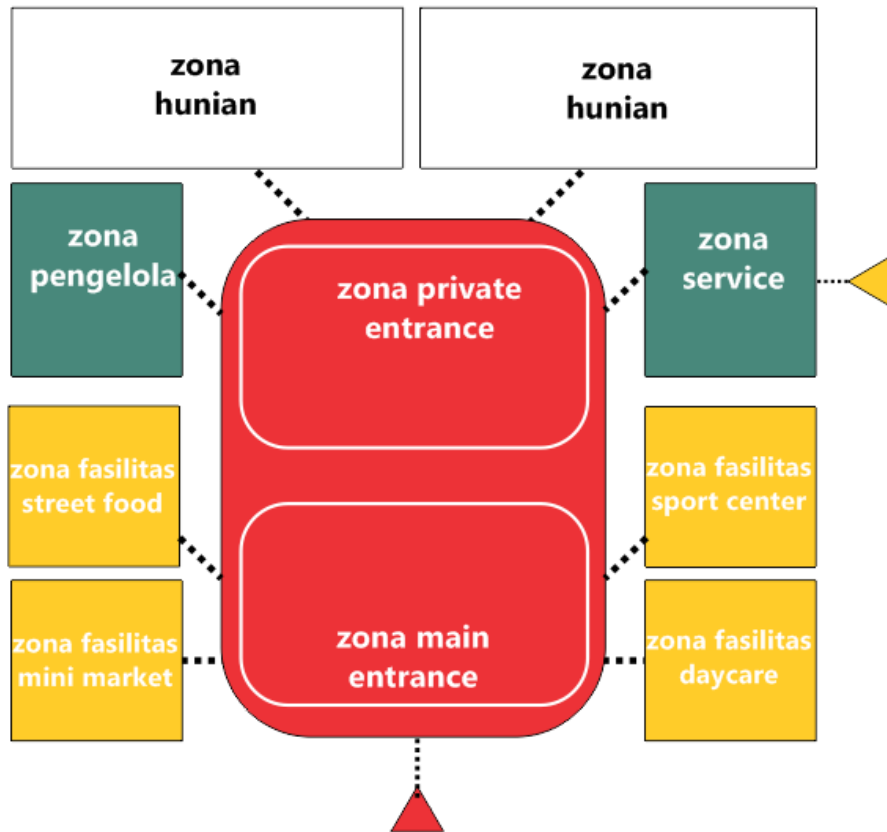 zona
hunian
zona
hunian
zona
pengelola
zona private
entrance
zona
service
zona fasilitas
street food
zona fasilitas
sport center
zona fasilitas
mini market
zona main
entrance
zona fasilitas
daycare